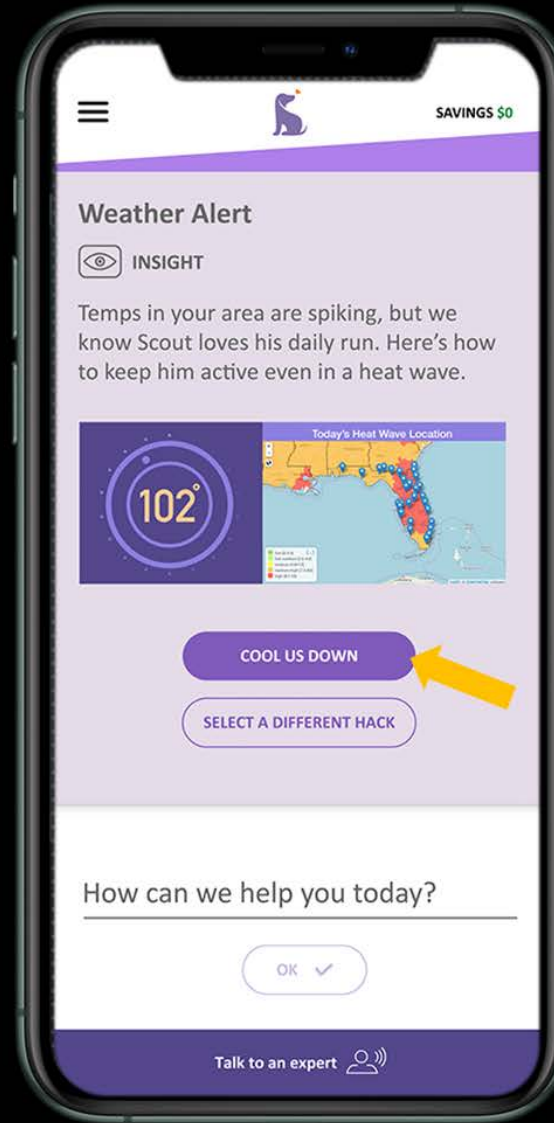 SAVINGS $0
Weather Alert
INSIGHT
Temps in your area are spiking, but we
know Scout loves his daily run. Here’s how
to keep him active even in a heat wave.
102°
Today's Heat Wave Location
COOL US DOWN
SELECT A DIFFERENT HACK
How can we help you today?
OK
Talk to an expert